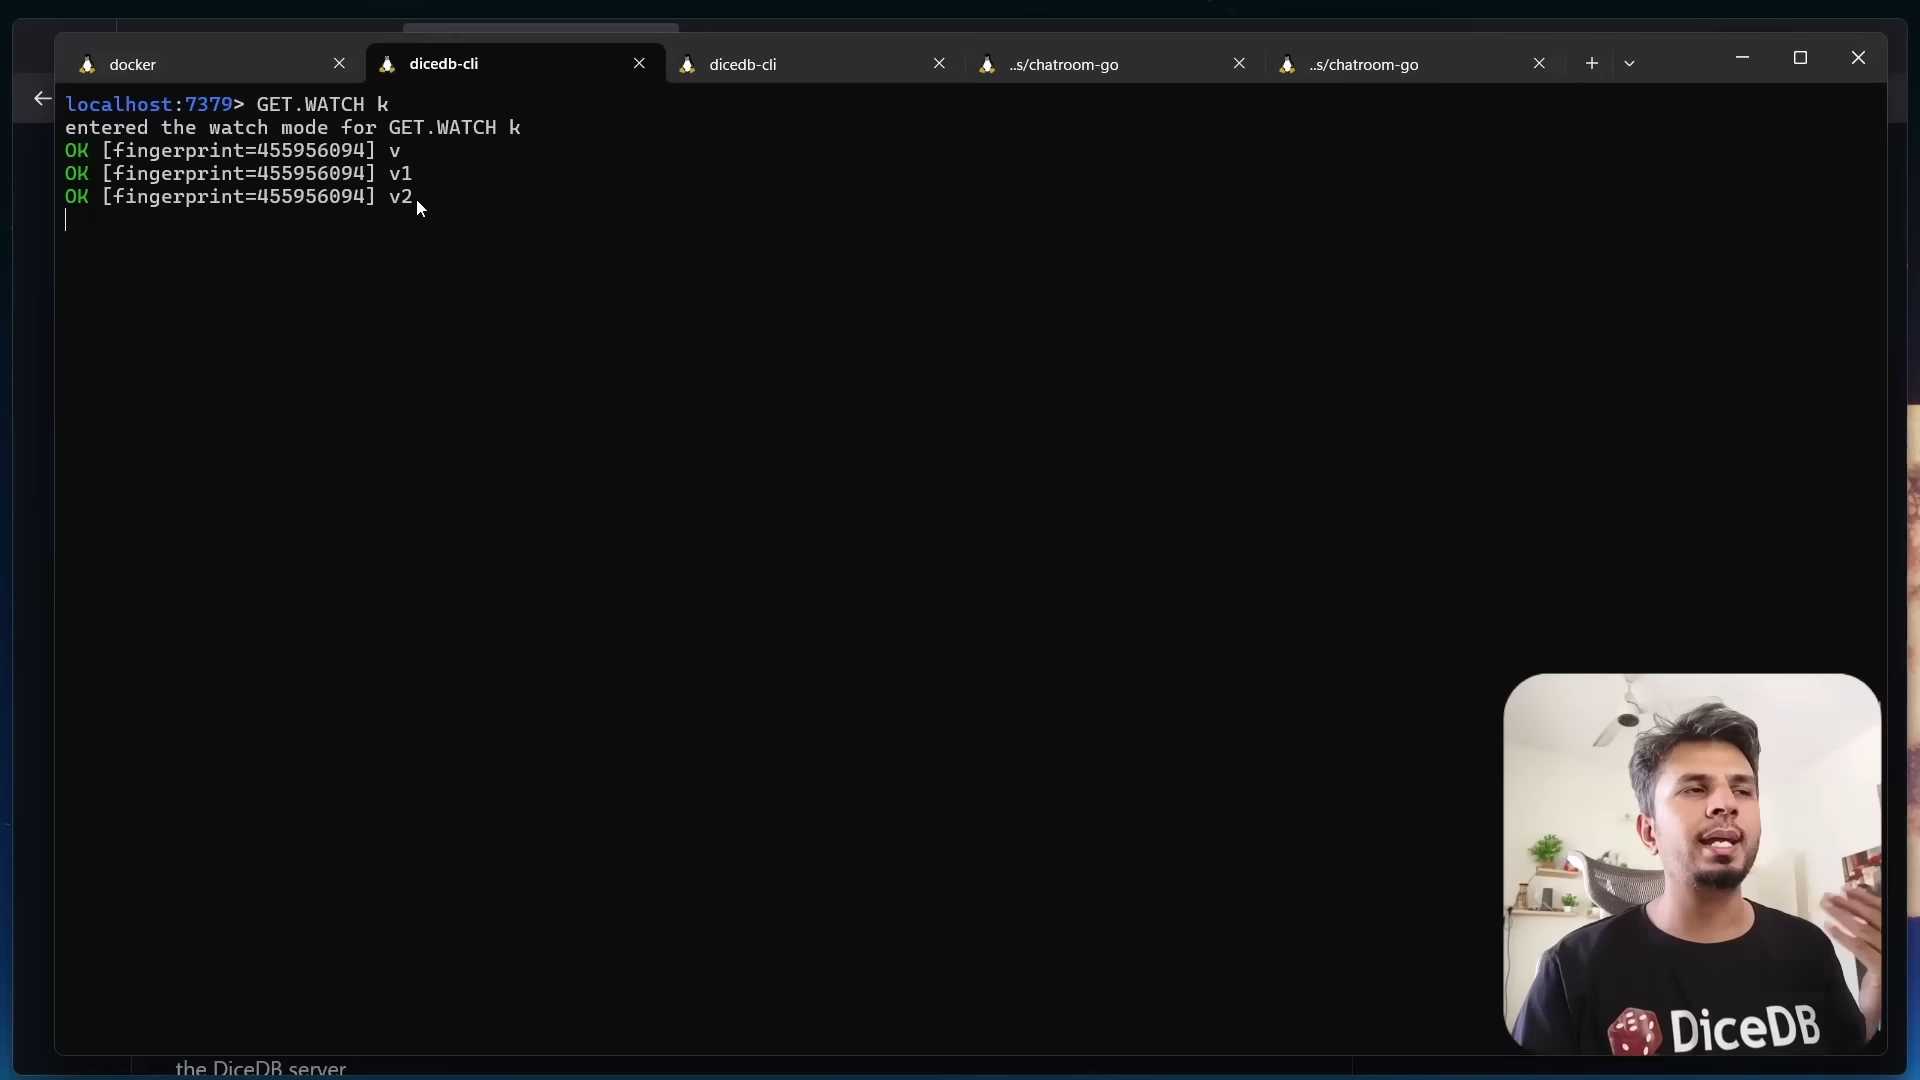 docker
dicedb-cli
dicedb-cli
..s/chatroom-go
..s/chatroom-go
localhost:7379> GET.WATCH k
entered the watch mode for GET.WATCH k
OK [fingerprint=455956094] v
OK [fingerprint=455956094] v1
OK [fingerprint=455956094] v2
DiceDB
the DiceDB server